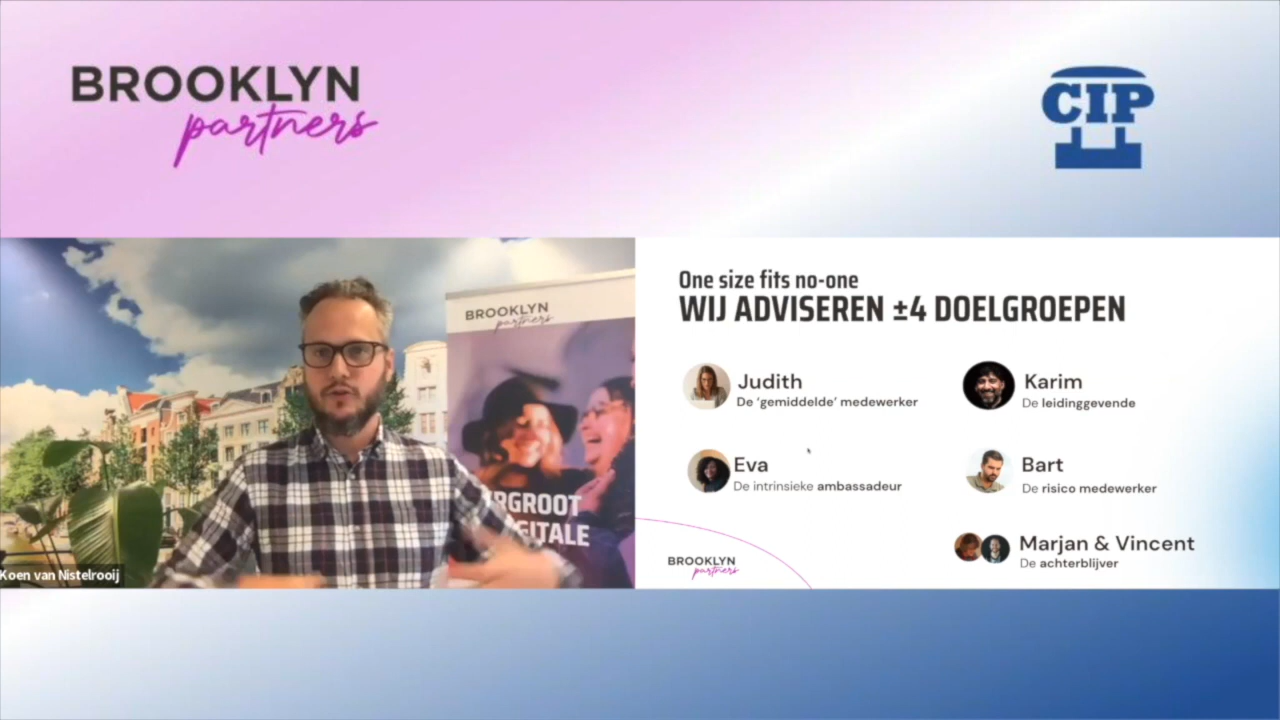 BROOKLYN
partners
CIP
BROOKLYN
partners
RGROOT
GITALE
Koen van Nistelrooij
One size fits no-one
WIJ ADVISEREN ±4 DOELGROEPEN
Judith
De ‘gemiddelde’ medewerker
Karim
De leidinggevende
Eva
De intrinsieke ambassadeur
Bart
De risico medewerker
Marjan & Vincent
De achterblijver
BROOKLYN
partners